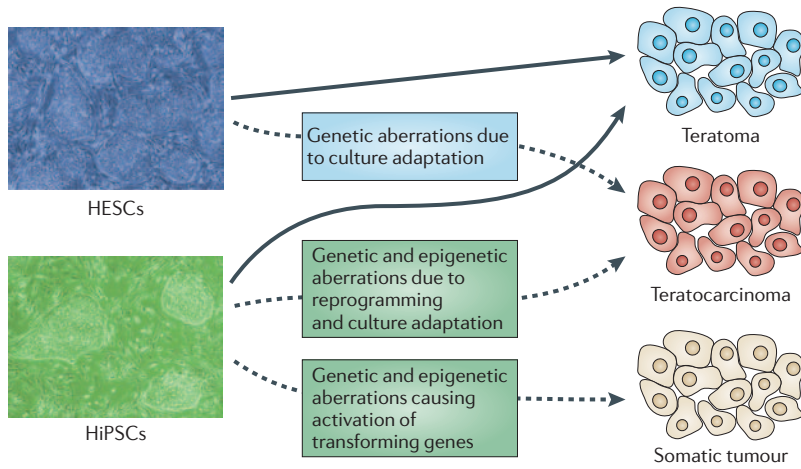 Teratoma
Genetic aberrations due
to culture adaptation
HESCs
Genetic and epigenetic
aberrations due to
reprogramming
and culture adaptation
Teratocarcinoma
HiPSCs
Genetic and epigenetic
aberrations causing
activation of
transforming genes
Somatic tumour